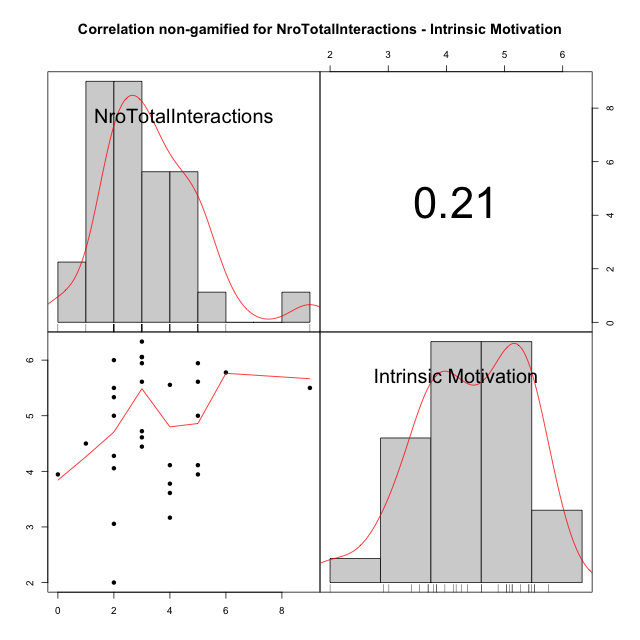 Correlation non-gamified for NroTotalInteractions - Intrinsic Motivation
2 3 4 5 6
NroTotalInteractions
0.21
8
6
4
2
0
6
5
4
3
2
Intrinsic Motivation
0 2 4 6 8